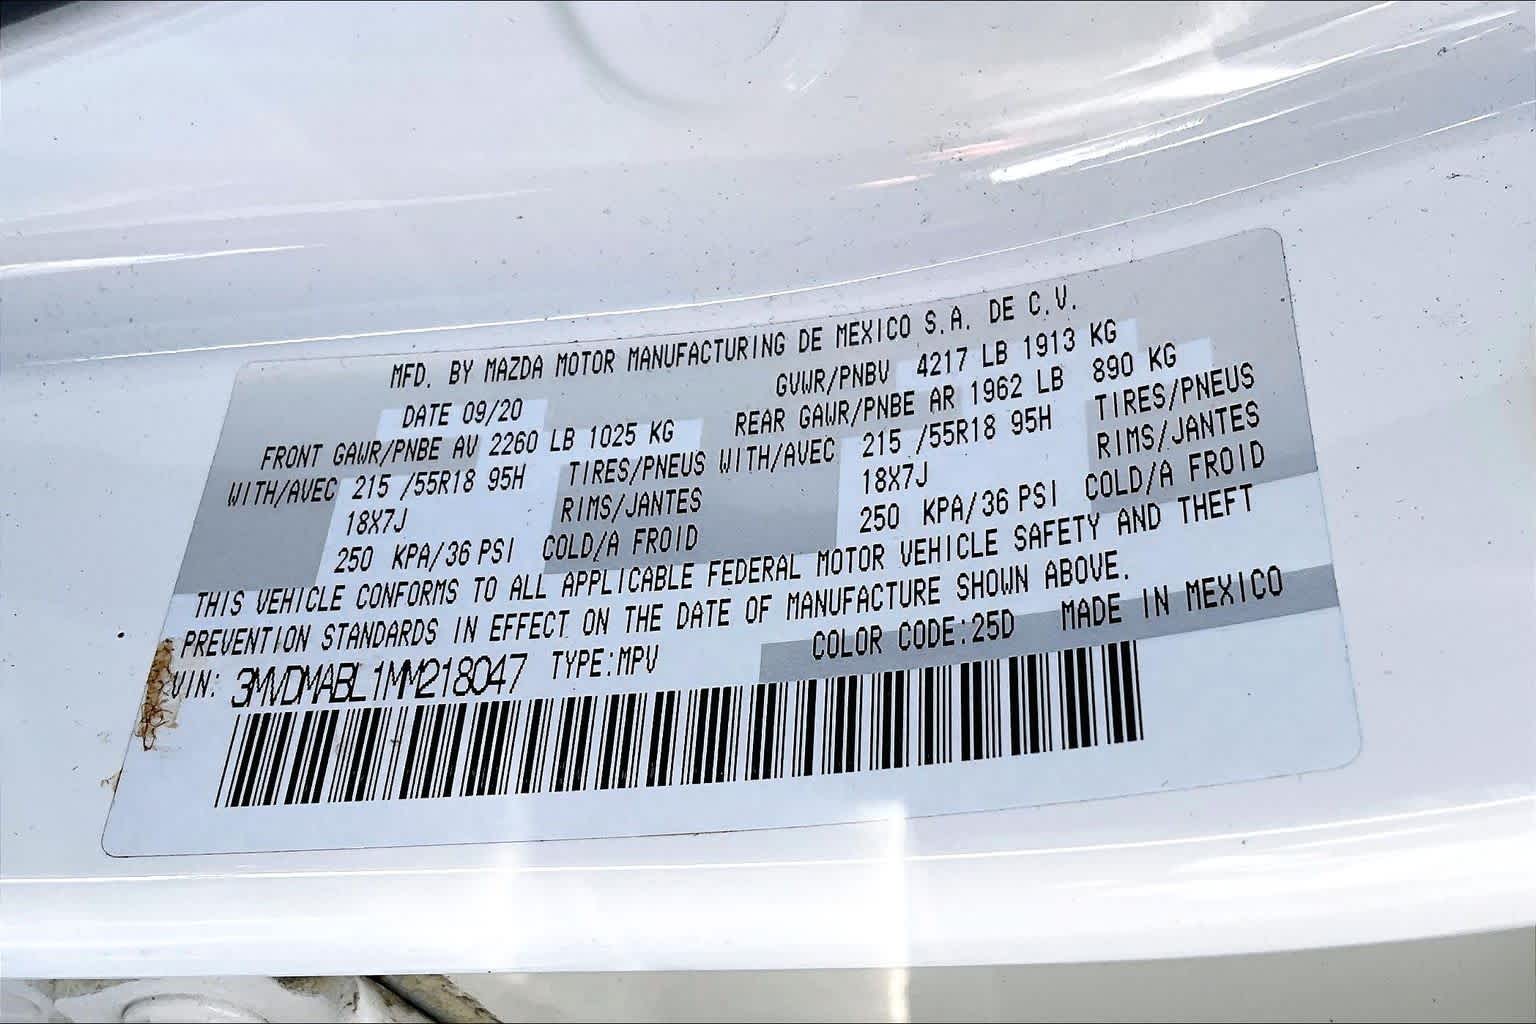 MFD. BY MAZDA MOTOR MANUFACTURING DE MEXICO S.A. DE C.V.
DATE 09/20 GVWR/PNBV 4217 LB 1913 KG
FRONT GAWR/PNBE AV 2260 LB 1025 KG REAR GAWR/PNBE AR 1962 LB 890 KG
WITH/AVEC 215 /55R18 95H TIRES/PNEUS WITH/AVEC 215 /55R18 95H TIRES/PNEUS
18X7J RIMS/JANTES 18X7J RIMS/JANTES
250 KPA/36 PSI COLD/A FROID 250 KPA/36 PSI COLD/A FROID
THIS VEHICLE CONFORMS TO ALL APPLICABLE FEDERAL MOTOR VEHICLE SAFETY AND THEFT
PREVENTION STANDARDS IN EFFECT ON THE DATE OF MANUFACTURE SHOWN ABOVE.
VIN: 3MVDMABL1MM218047 TYPE:MPV COLOR CODE:25D MADE IN MEXICO